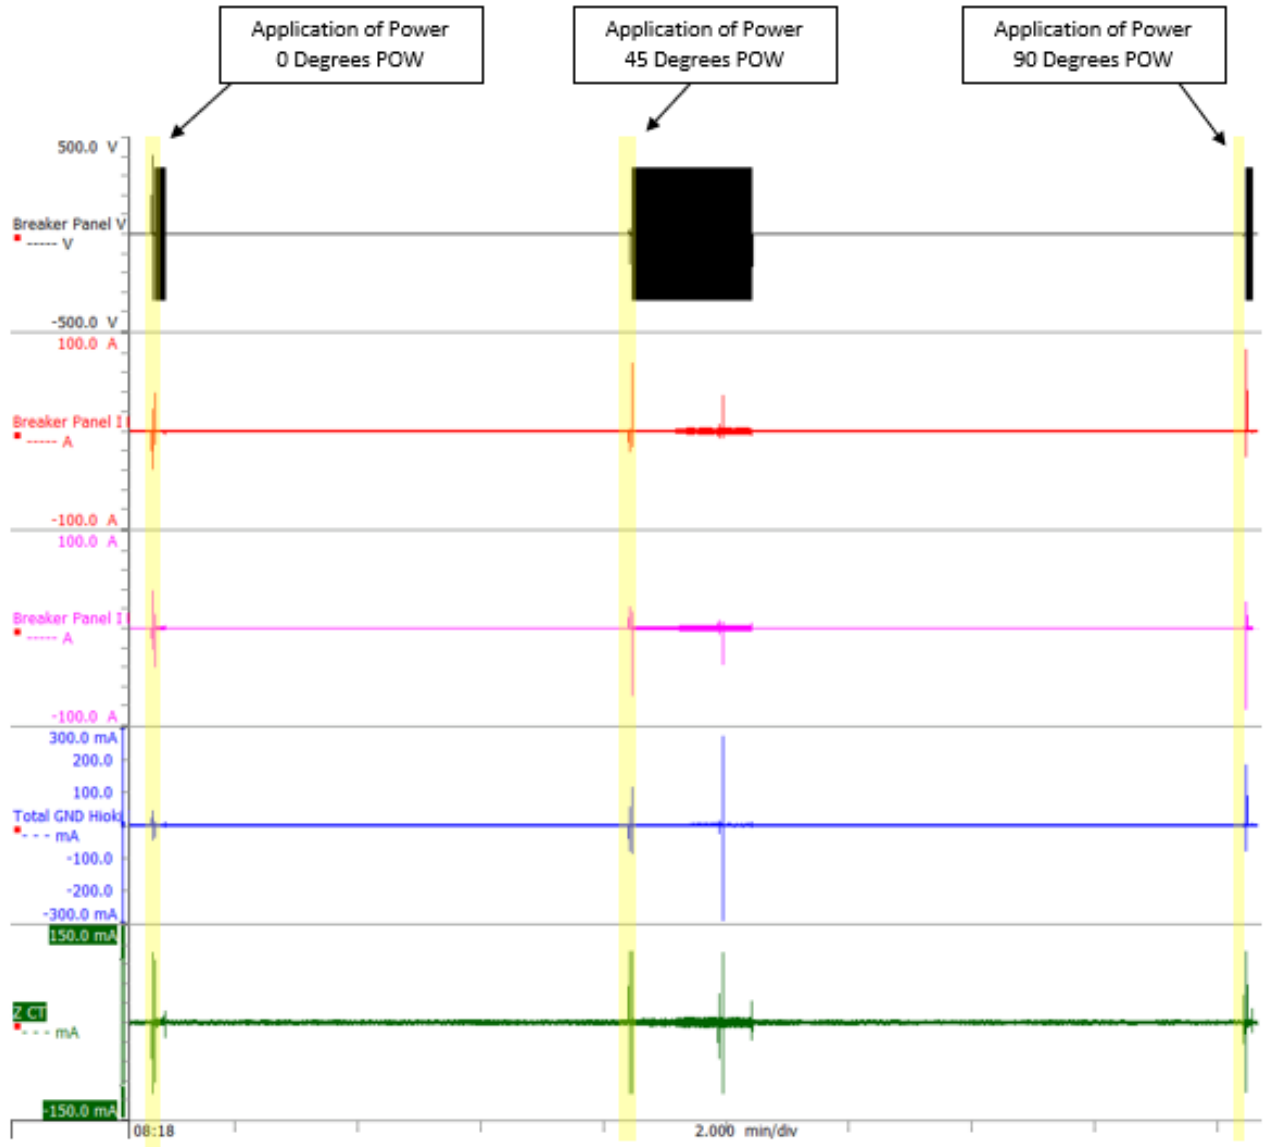 Application of Power
0 Degrees POW
Application of Power
45 Degrees POW
Application of Power
90 Degrees POW
500.0 V
Breaker Panel V
----- V
-500.0 V
100.0 A
Breaker Panel I
----- A
-100.0 A
100.0 A
Breaker Panel I
----- A
-100.0 A
300.0 mA
200.0
100.0
Total GND Hioki
- - - mA
-100.0
-200.0
-300.0 mA
150.0 mA
Z CT
- - - mA
-150.0 mA
08:18
2.000 min/div